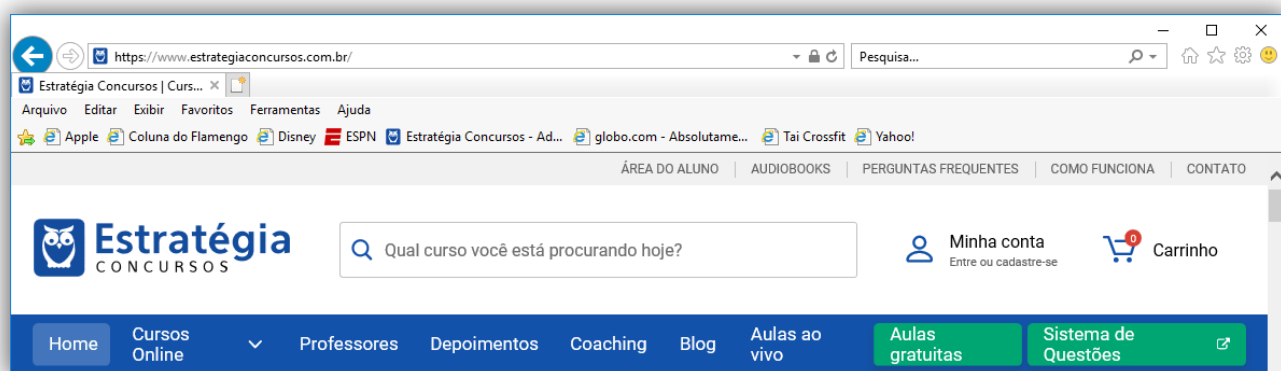 https://www.estrategiaconcursos.com.br/ Pesquisa...
Estratégia Concursos | Curs...
Arquivo Editar Exibir Favoritos Ferramentas Ajuda
Apple Coluna do Flamengo Disney ESPN Estratégia Concursos - Ad... globo.com - Absolutame... Tai Crossfit Yahoo!
ÁREA DO ALUNO | AUDIOBOOKS | PERGUNTAS FREQUENTES | COMO FUNCIONA | CONTATO
Estratégia
CONCURSOS
Qual curso você está procurando hoje?
Minha conta
Entre ou cadastre-se
0
Carrinho
Home
Cursos
Online
Professores
Depoimentos
Coaching
Blog
Aulas ao
vivo
Aulas
gratuitas
Sistema de
Questões